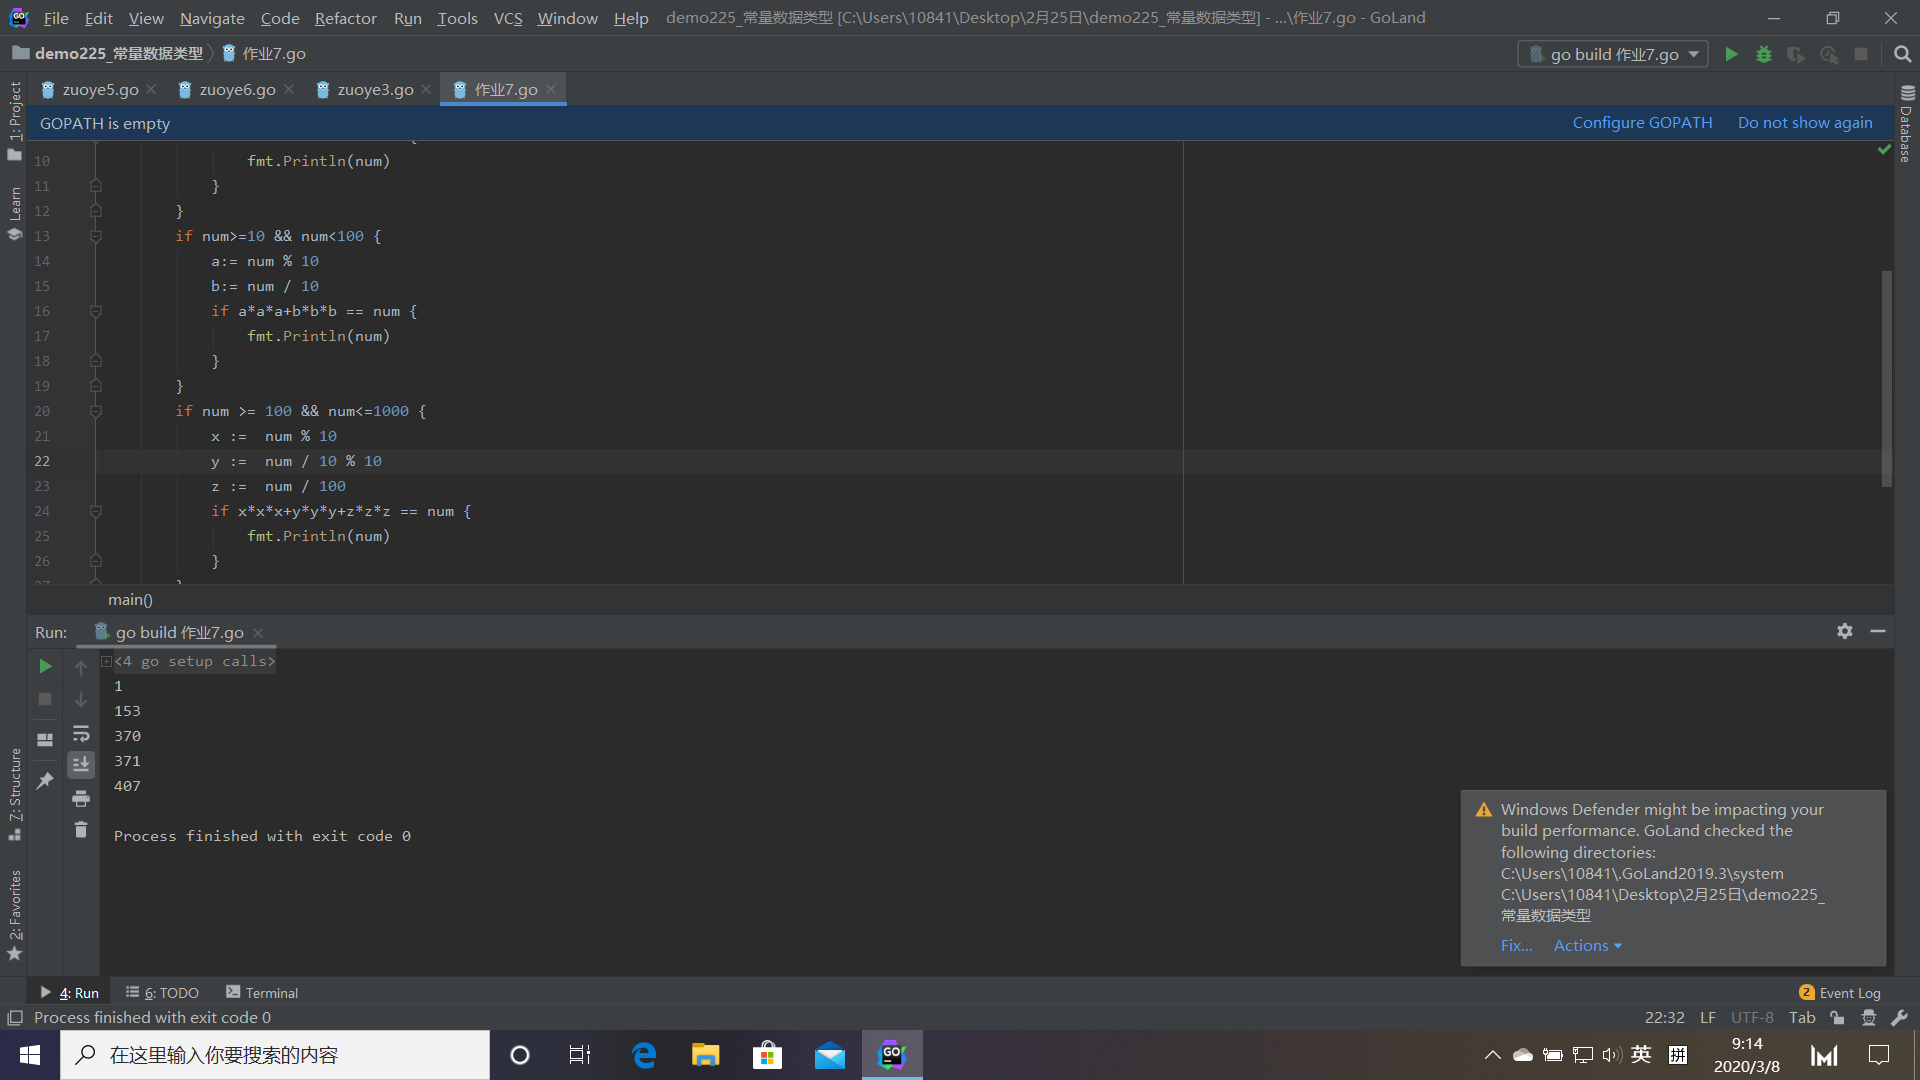 File Edit View Navigate Code Refactor Run Tools VCS Window Help demo225_常量数据类型 [C:\Users\10841\Desktop\2月25日\demo225_常量数据类型] - ...\作业7.go - GoLand
demo225_常量数据类型 作业7.go
go build 作业7.go
zuoye5.go zuoye6.go zuoye3.go 作业7.go
GOPATH is empty
Configure GOPATH Do not show again
1: Project
Learn
7: Structure
2: Favorites
Database
10 fmt.Println(num)
11 }
12 }
13 if num>=10 && num<100 {
14 a:= num % 10
15 b:= num / 10
16 if a*a*a+b*b*b == num {
17 fmt.Println(num)
18 }
19 }
20 if num >= 100 && num<=1000 {
21 x :=  num % 10
22 y :=  num / 10 % 10
23 z :=  num / 100
24 if x*x*x+y*y*y+z*z*z == num {
25 fmt.Println(num)
26 }
27 }
main()
Run: go build 作业7.go
<4 go setup calls>
1
153
370
371
407
Process finished with exit code 0
Windows Defender might be impacting your
build performance. GoLand checked the
following directories:
C:\Users\10841\.GoLand2019.3\system
C:\Users\10841\Desktop\2月25日\demo225_
常量数据类型
Fix... Actions
4: Run 6: TODO Terminal
2 Event Log
Process finished with exit code 0
22:32 LF UTF-8 Tab
在这里输入你要搜索的内容
GO
英 拼
9:14
2020/3/8